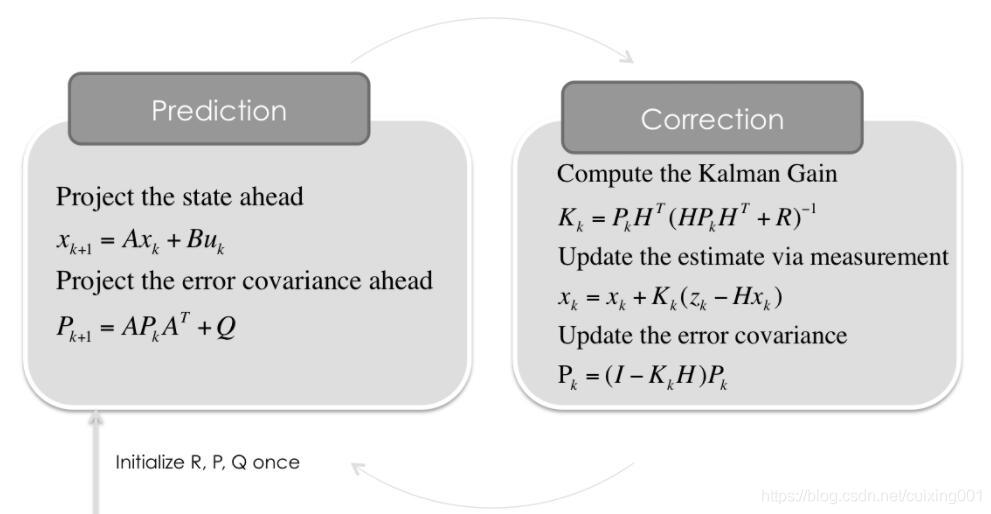 Prediction
Project the state ahead
x_{k+1} = Ax_k + Bu_k
Project the error covariance ahead
P_{k+1} = AP_kA^T + Q
Initialize R, P, Q once
Correction
Compute the Kalman Gain
K_k = P_kH^T(HP_kH^T + R)^{-1}
Update the estimate via measurement
x_k = x_k + K_k(z_k − Hx_k)
Update the error covariance
P_k = (I − K_kH)P_k
https://blog.csdn.net/cuixing001